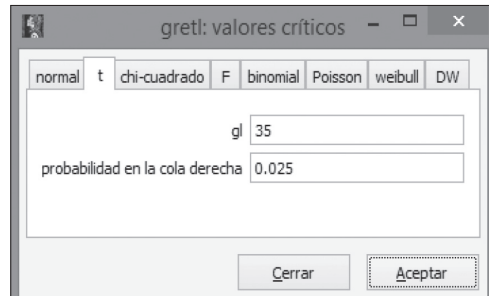 gretl: valores críticos
normal t chi-cuadrado F binomial Poisson weibull DW
gl 35
probabilidad en la cola derecha 0.025
Cerrar Aceptar